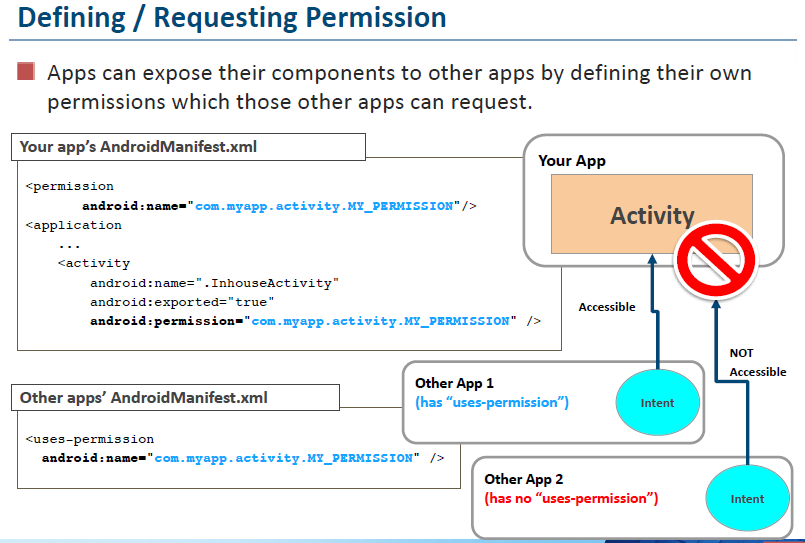 Defining / Requesting Permission
Apps can expose their components to other apps by defining their own
permissions which those other apps can request.
Your app's AndroidManifest.xml
<permission
android:name="com.myapp.activity.MY_PERMISSION"/>
<application
...
<activity
android:name=".InhouseActivity"
android:exported="true"
android:permission="com.myapp.activity.MY_PERMISSION" />
Your App
Activity
Accessible
NOT
Accessible
Other App 1
(has “uses-permission”)
Intent
Other apps’ AndroidManifest.xml
<uses-permission
android:name="com.myapp.activity.MY_PERMISSION" />
Other App 2
(has no “uses-permission”)
Intent